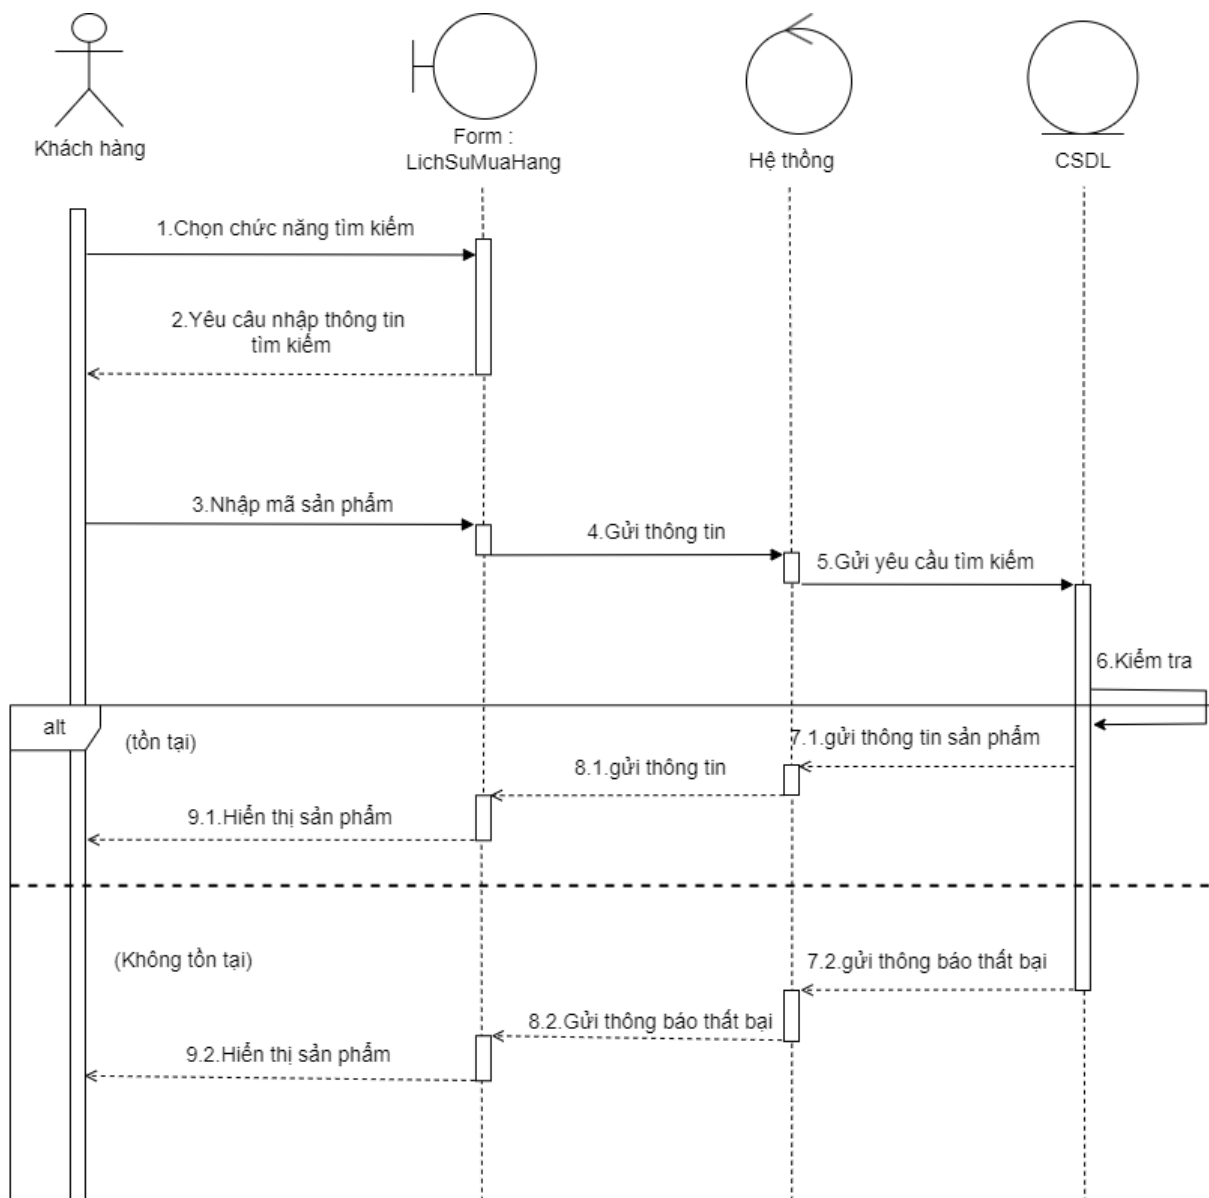 Khách hàng
Form :
LichSuMuaHang
Hệ thồng
CSDL
1.Chọn chức năng tìm kiếm
2.Yêu câu nhập thông tin
tìm kiếm
3.Nhập mã sản phẩm
4.Gửi thông tin
5.Gửi yêu cầu tìm kiếm
6.Kiểm tra
alt
(tồn tại)
7.1.gửi thông tin sản phẩm
8.1.gửi thông tin
9.1.Hiển thị sản phẩm
(Không tồn tại)
7.2.gửi thông báo thất bại
8.2.Gửi thông báo thất bại
9.2.Hiển thị sản phẩm